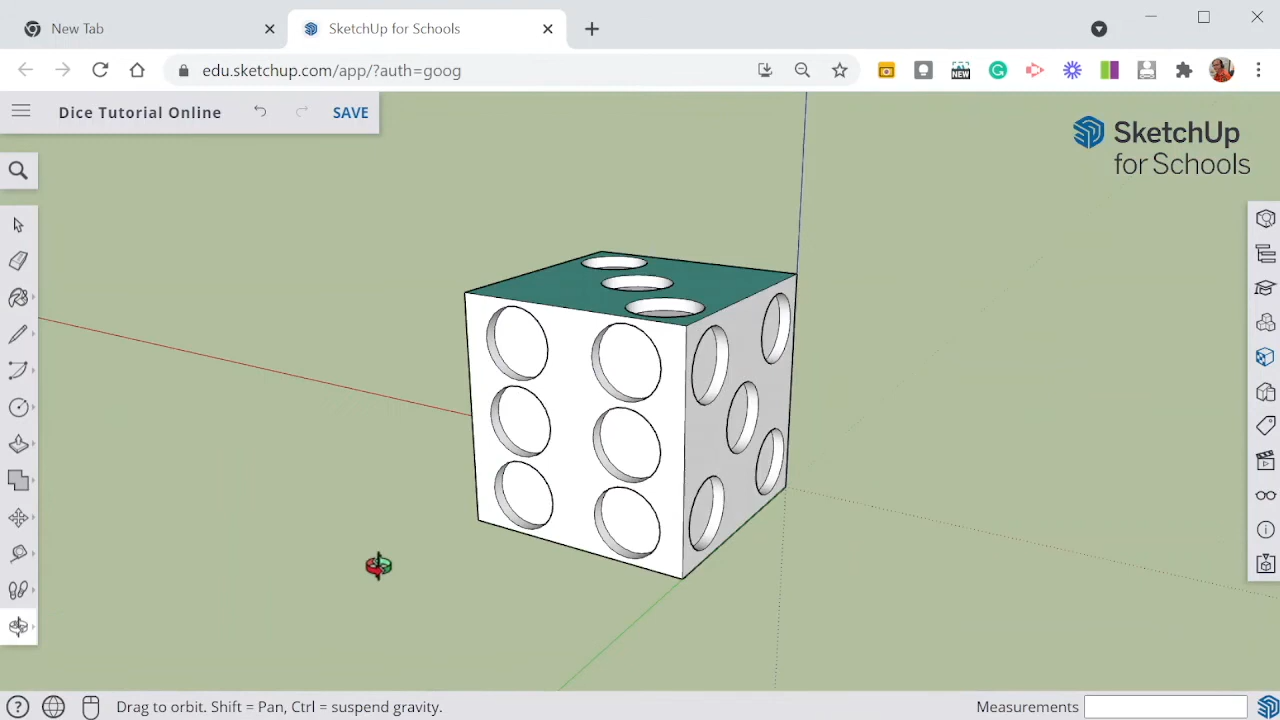 New Tab
SketchUp for Schools
edu.sketchup.com/app/?auth=goog
NEW
Dice Tutorial Online
SAVE
SketchUp
for Schools
Drag to orbit. Shift = Pan, Ctrl = suspend gravity.
Measurements